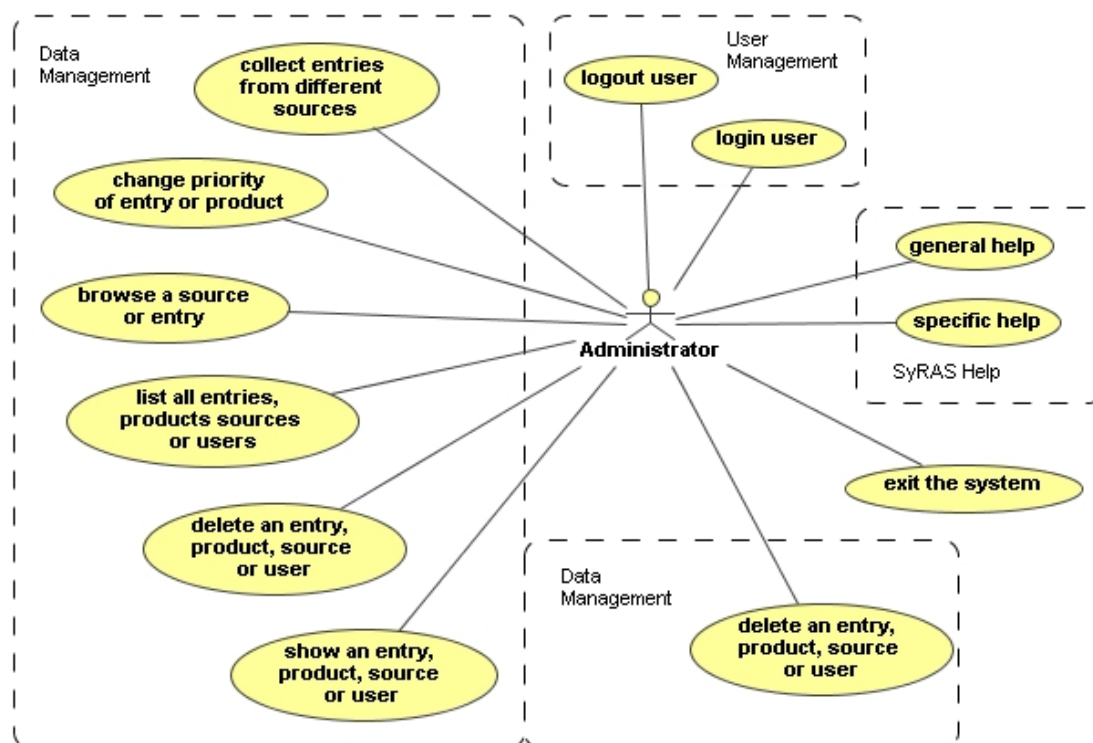 Data
Management
collect entries
from different
sources
change priority
of entry or product
browse a source
or entry
list all entries,
products sources
or users
delete an entry,
product, source
or user
show an entry,
product, source
or user
User
Management
logout user
login user
general help
specific help
SyRAS Help
Administrator
exit the system
Data
Management
delete an entry,
product, source
or user